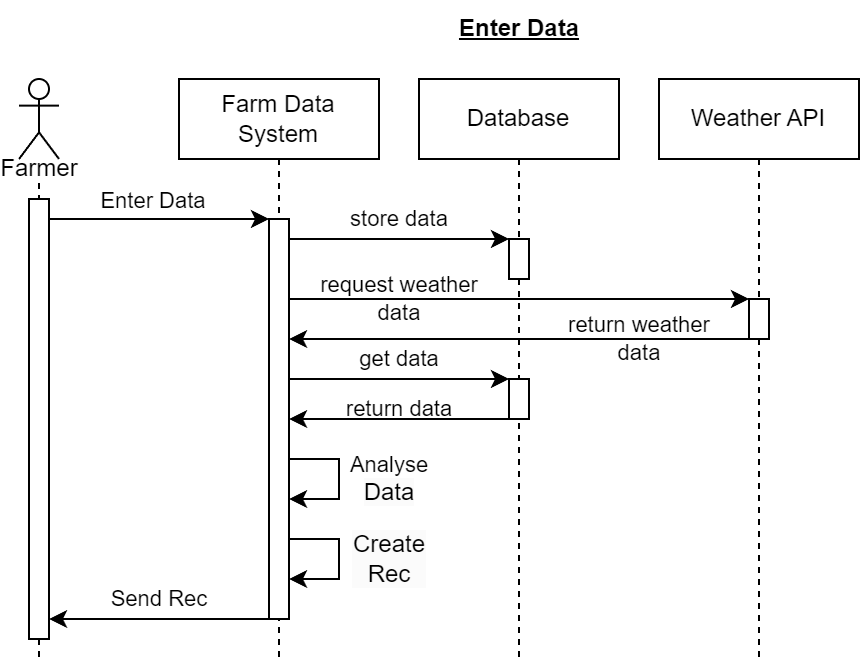 Enter Data
Farm Data
System
Database
Weather API
Farmer
Enter Data
store data
request weather
data
return weather
data
get data
return data
Analyse
Data
Create
Rec
Send Rec